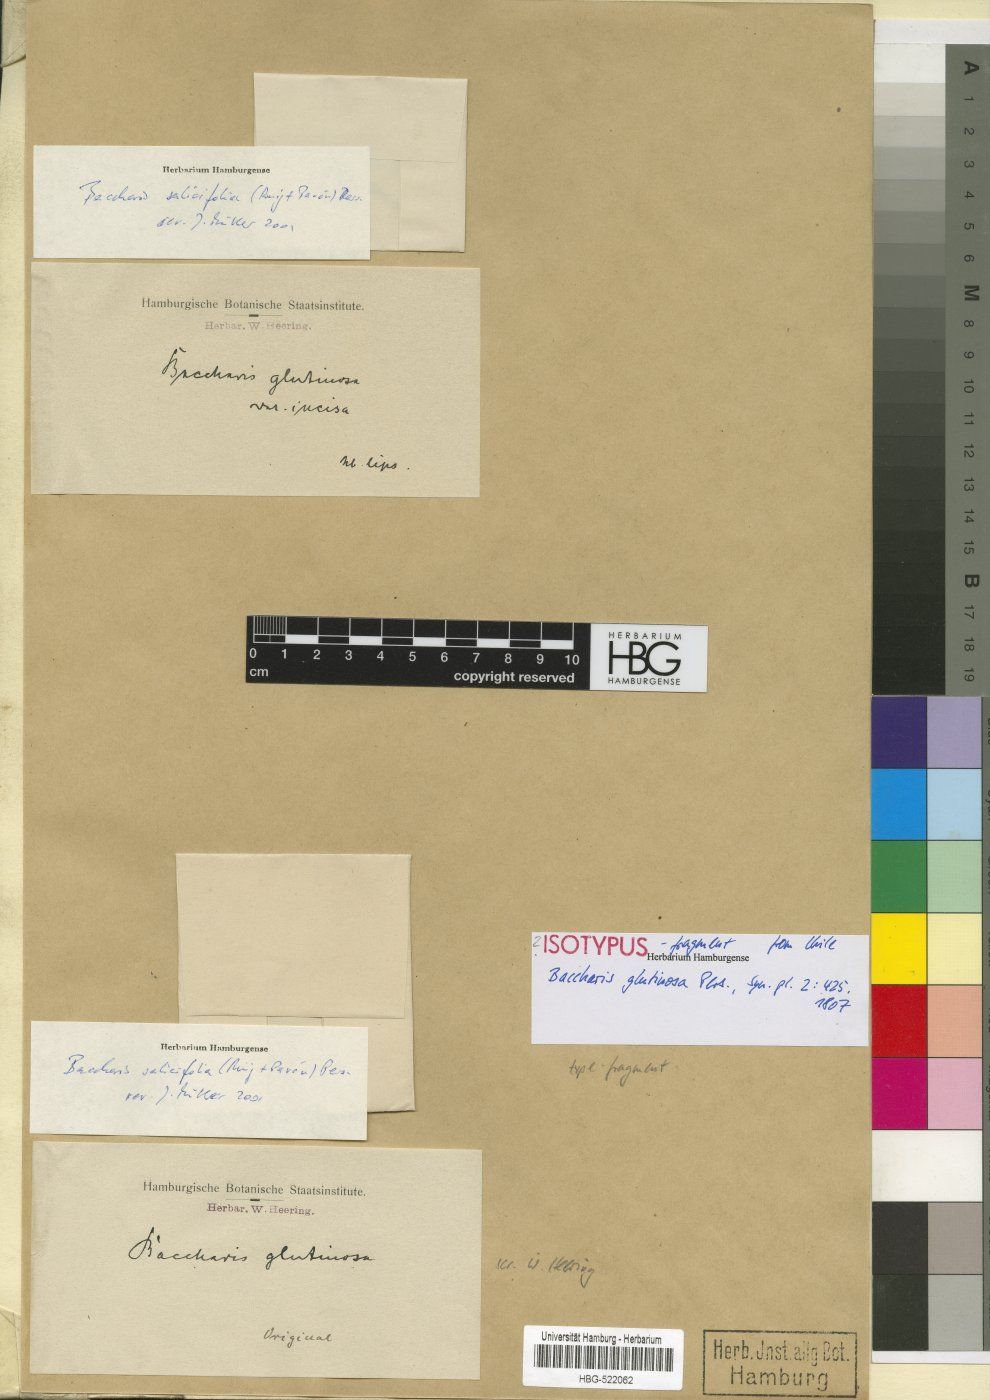 Herbarium Hamburgense
Baccharis salicifolia (Ruiz + Pavón) Pers.
rev. J. Müller 2001
Hamburgische Botanische Staatsinstitute.
Herbar. W. Heering.
Baccharis glutinosa
var. incisa
hb. lips.
0 1 2 3 4 5 6 7 8 9 10
cm
copyright reserved
HERBARIUM
HBG
HAMBURGENSE
? ISOTYPUS - fragment from Chile
Herbarium Hamburgense
Baccharis glutinosa Pers., Syn. pl. 2: 425.
1807
type-fragment
Herbarium Hamburgense
Baccharis salicifolia (Ruiz + Pavón) Pers.
rev. J. Müller 2001
Hamburgische Botanische Staatsinstitute.
Herbar. W. Heering.
Baccharis glutinosa
Original
scr. W. Heering
Universität Hamburg - Herbarium
HBG-522062
Herb. Inst. allg. Bot.
Hamburg
A 1 2 3 4 5 6 M 8 9 10 11 12 13 14 15 B 17 18 19